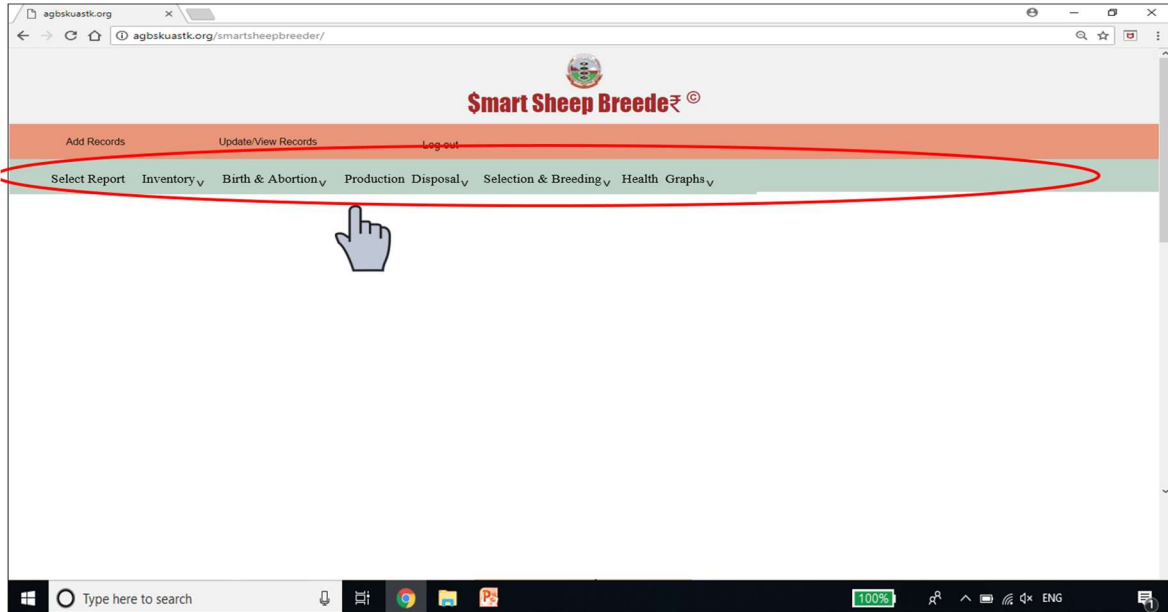 agbskuastk.org
agbskuastk.org/smartsheepbreeder/
$mart Sheep Breede₹ ©
Add Records Update/View Records Log out
Select Report Inventory v Birth & Abortion v Production Disposal v Selection & Breeding v Health Graphs v
Type here to search 100% ENG 1